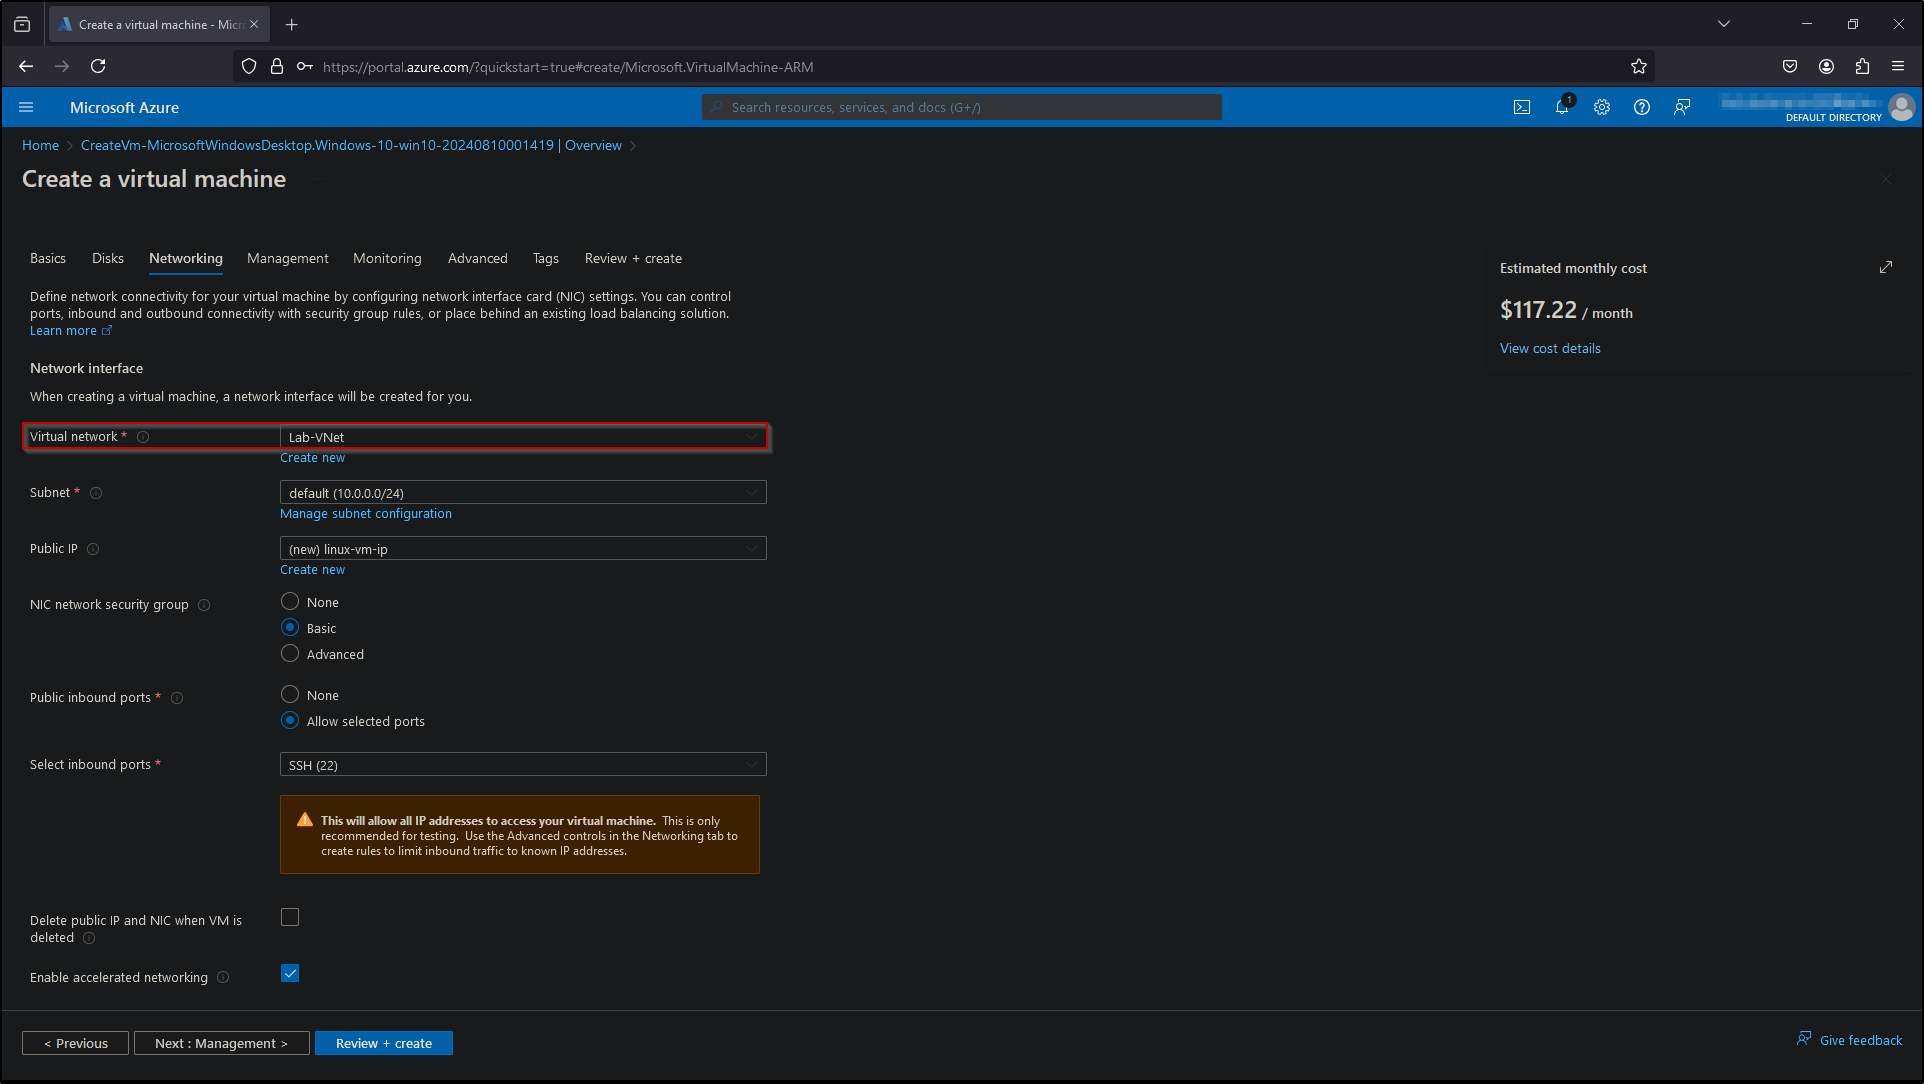 Create a virtual machine - Micr
https://portal.azure.com/?quickstart=true#create/Microsoft.VirtualMachine-ARM
Microsoft Azure
Search resources, services, and docs (G+/)
1
DEFAULT DIRECTORY
Home > CreateVm-MicrosoftWindowsDesktop.Windows-10-win10-20240810001419 | Overview >
Create a virtual machine
Basics
Disks
Networking
Management
Monitoring
Advanced
Tags
Review + create
Define network connectivity for your virtual machine by configuring network interface card (NIC) settings. You can control
ports, inbound and outbound connectivity with security group rules, or place behind an existing load balancing solution.
Learn more
Network interface
When creating a virtual machine, a network interface will be created for you.
Virtual network *
Lab-VNet
Create new
Subnet *
default (10.0.0.0/24)
Manage subnet configuration
Public IP
(new) linux-vm-ip
Create new
NIC network security group
None
Basic
Advanced
Public inbound ports *
None
Allow selected ports
Select inbound ports *
SSH (22)
This will allow all IP addresses to access your virtual machine. This is only
recommended for testing. Use the Advanced controls in the Networking tab to
create rules to limit inbound traffic to known IP addresses.
Delete public IP and NIC when VM is
deleted
Enable accelerated networking
Estimated monthly cost
$117.22 / month
View cost details
< Previous
Next : Management >
Review + create
Give feedback